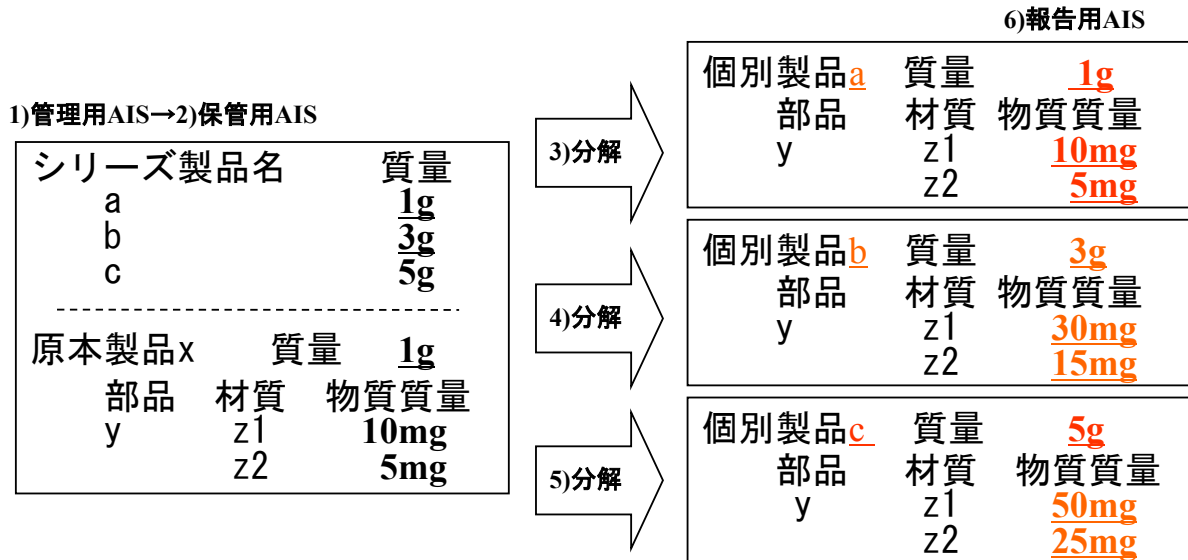 1)管理用AIS→2)保管用AIS
シリーズ製品名 質量
a 1g
b 3g
c 5g
原本製品x 質量 1g
部品 材質 物質質量
y z1 10mg
z2 5mg
3)分解
4)分解
5)分解
6)報告用AIS
個別製品a 質量 1g
部品 材質 物質質量
y z1 10mg
z2 5mg
個別製品b 質量 3g
部品 材質 物質質量
y z1 30mg
z2 15mg
個別製品c 質量 5g
部品 材質 物質質量
y z1 50mg
z2 25mg